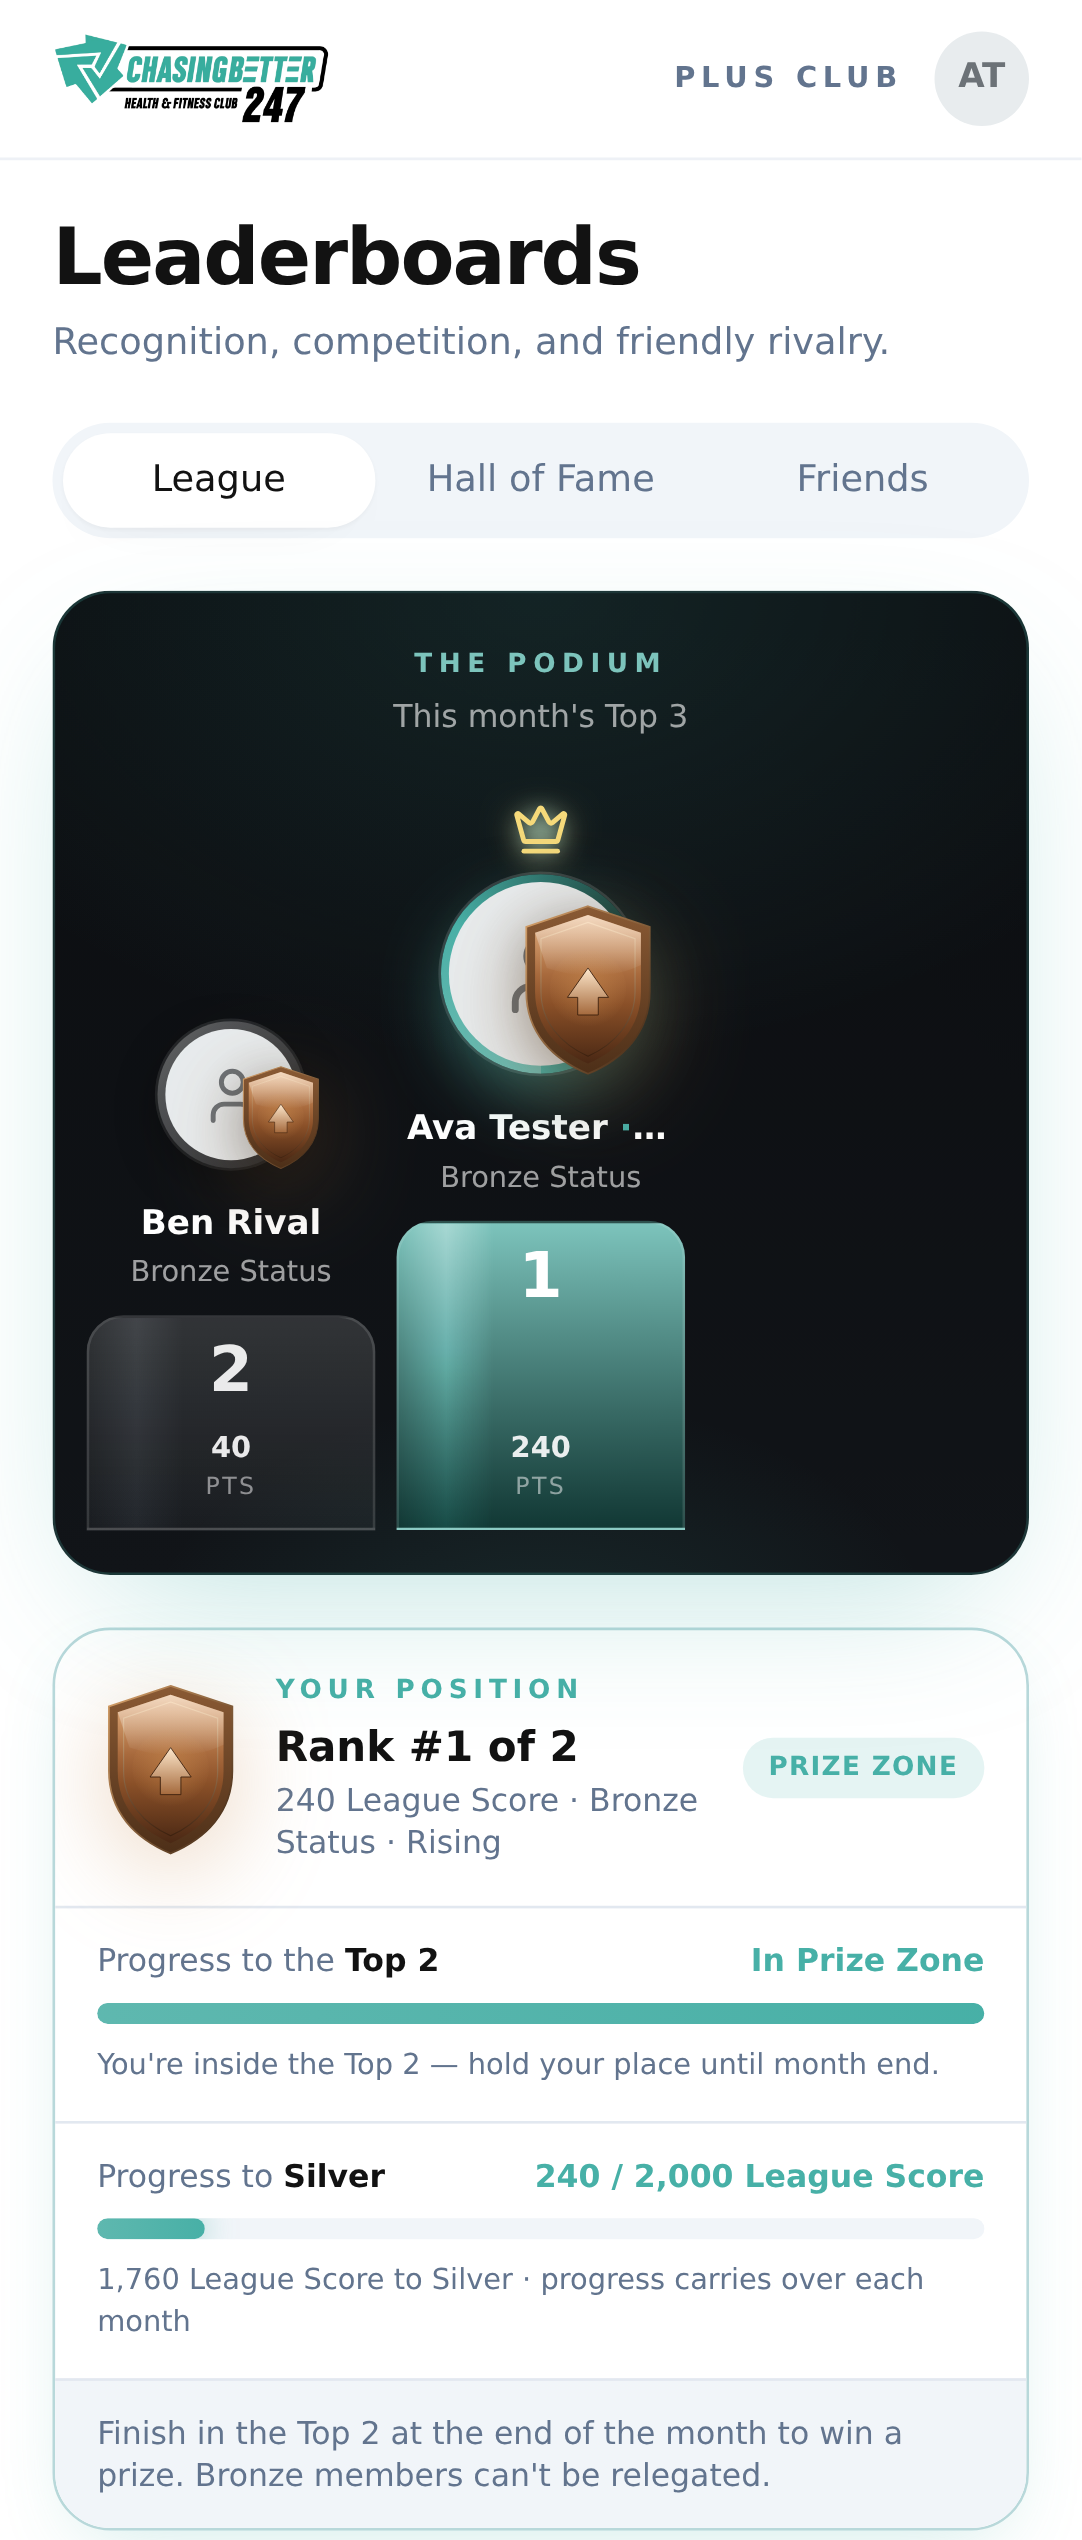 CHASINGBETTER
HEALTH & FITNESS CLUB 247
PLUS CLUB
AT
Leaderboards
Recognition, competition, and friendly rivalry.
League
Hall of Fame
Friends
THE PODIUM
This month's Top 3
Ava Tester ·...
Bronze Status
Ben Rival
Bronze Status
1
240
PTS
2
40
PTS
YOUR POSITION
Rank #1 of 2
240 League Score · Bronze
Status · Rising
PRIZE ZONE
Progress to the Top 2
In Prize Zone
You're inside the Top 2 — hold your place until month end.
Progress to Silver
240 / 2,000 League Score
1,760 League Score to Silver · progress carries over each
month
Finish in the Top 2 at the end of the month to win a
prize. Bronze members can't be relegated.